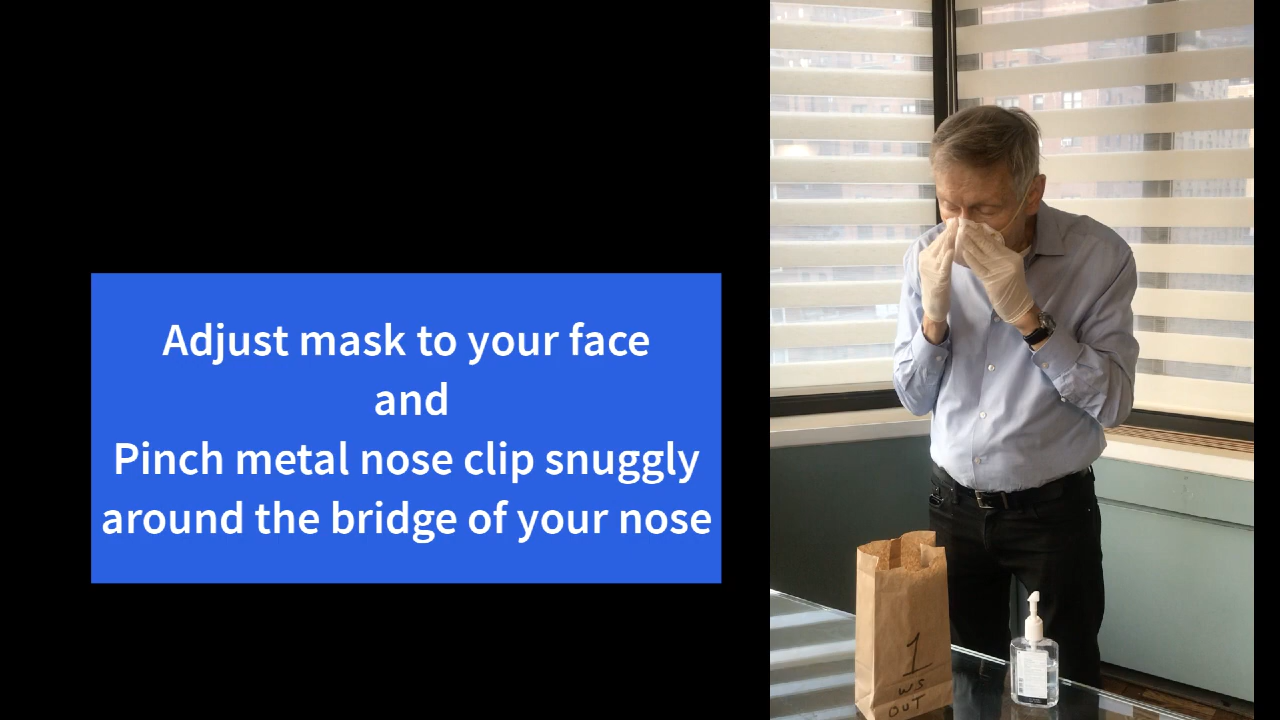 Adjust mask to your face
and
Pinch metal nose clip snuggly
around the bridge of your nose
1
WS
OUT